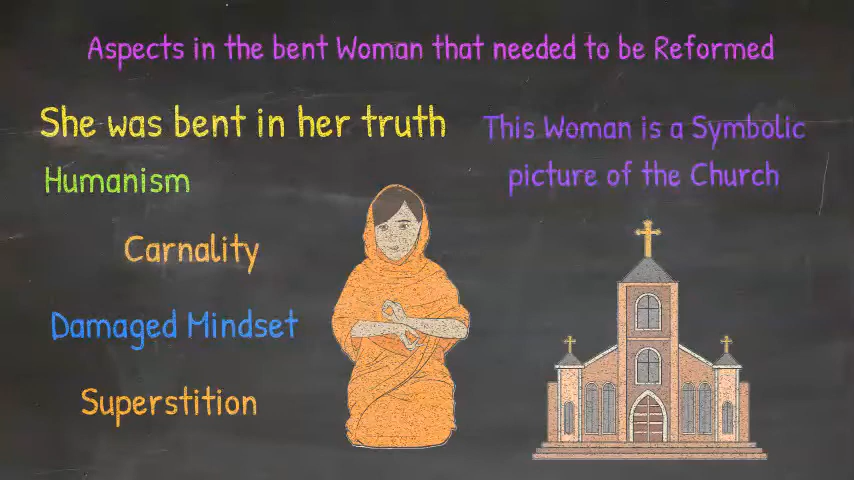 Aspects in the bent Woman that needed to be Reformed
She was bent in her truth
Humanism
Carnality
Damaged Mindset
Superstition
This Woman is a Symbolic
picture of the Church